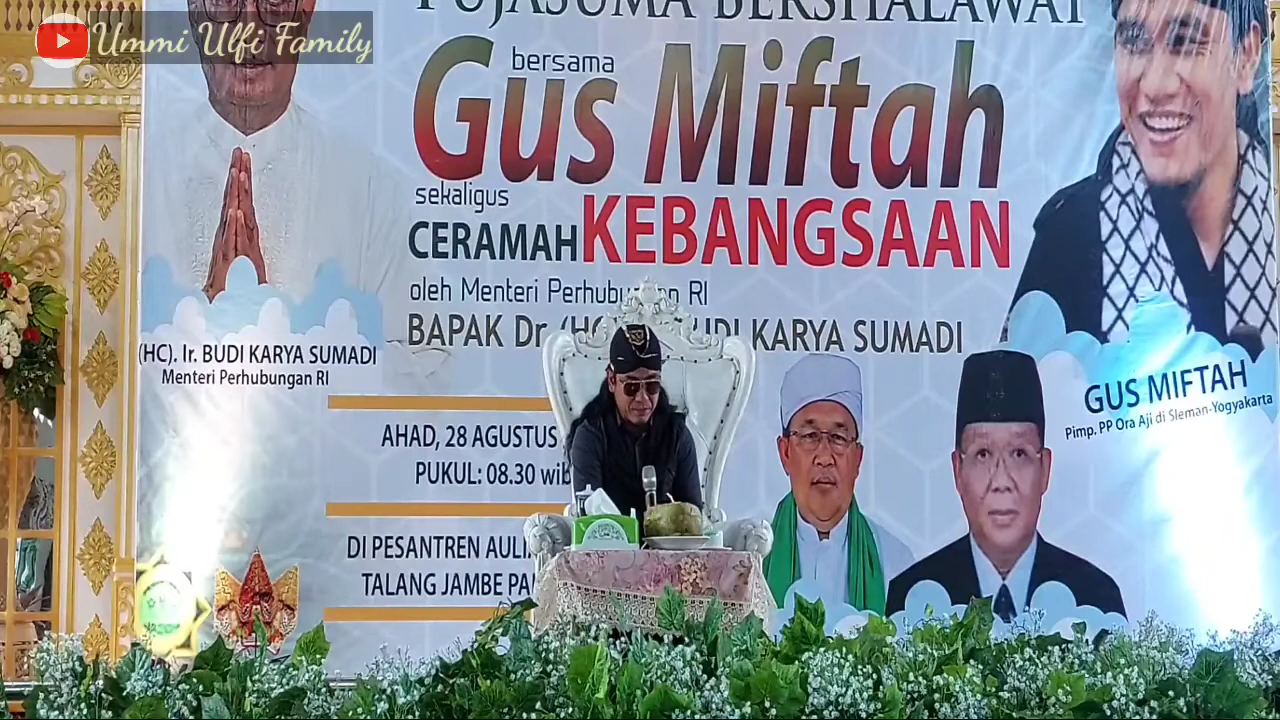 Ummi Ulfi Family
PUJASUMA BERSHALAWAT
bersama
Gus Miftah
sekaligus
CERAMAH KEBANGSAAN
oleh Menteri Perhubungan RI
BAPAK Dr. BUDI KARYA SUMADI
(HC). Ir. BUDI KARYA SUMADI
Menteri Perhubungan RI
AHAD, 28 AGUSTUS
PUKUL: 08.30 wib
DI PESANTREN AULIA
TALANG JAMBE
GUS MIFTAH
Pimp. PP Ora Aji di Sleman-Yogyakarta